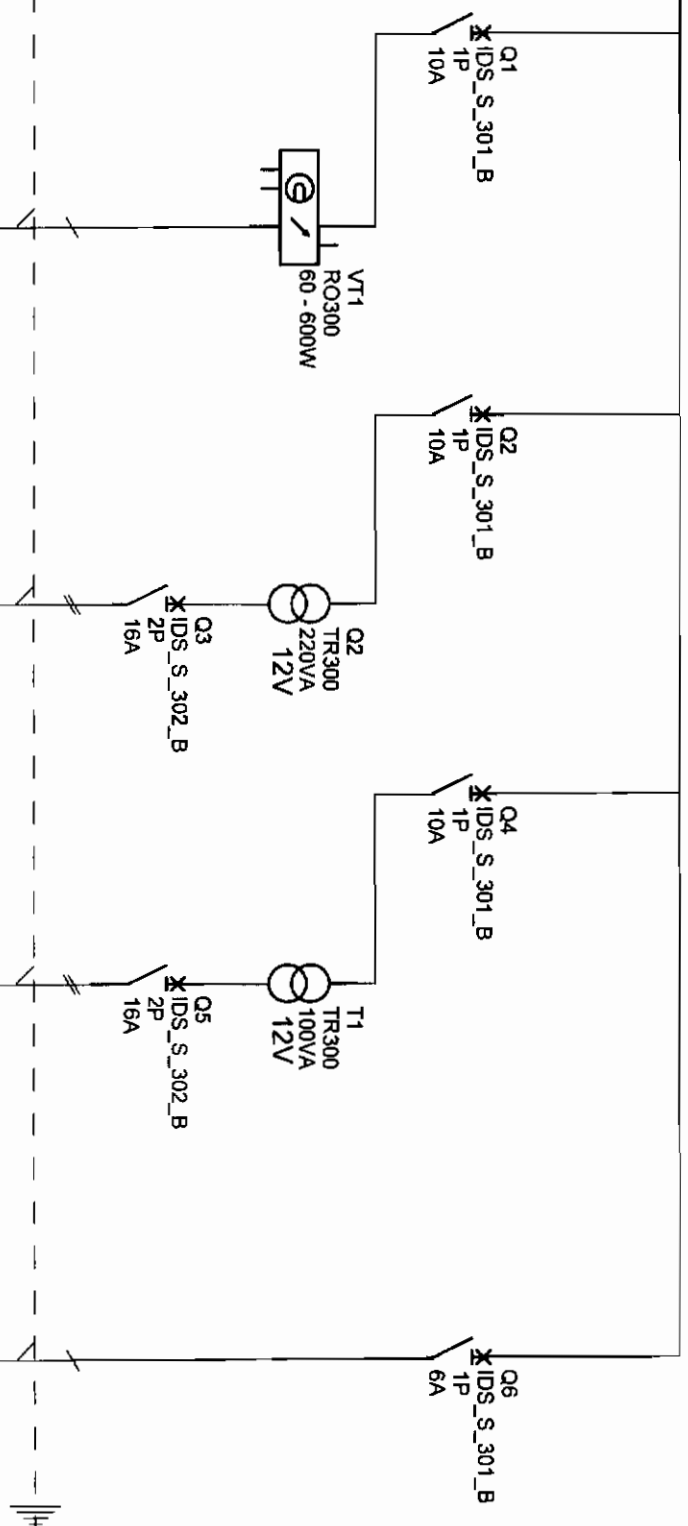 Q1
IDS_S_301_B
1P
10A
VT1
RO300
60 - 600W
Q2
IDS_S_301_B
1P
10A
Q2
TR300
220VA
12V
Q3
IDS_S_302_B
2P
16A
Q4
IDS_S_301_B
1P
10A
T1
TR300
100VA
12V
Q5
IDS_S_302_B
2P
16A
Q6
IDS_S_301_B
1P
6A